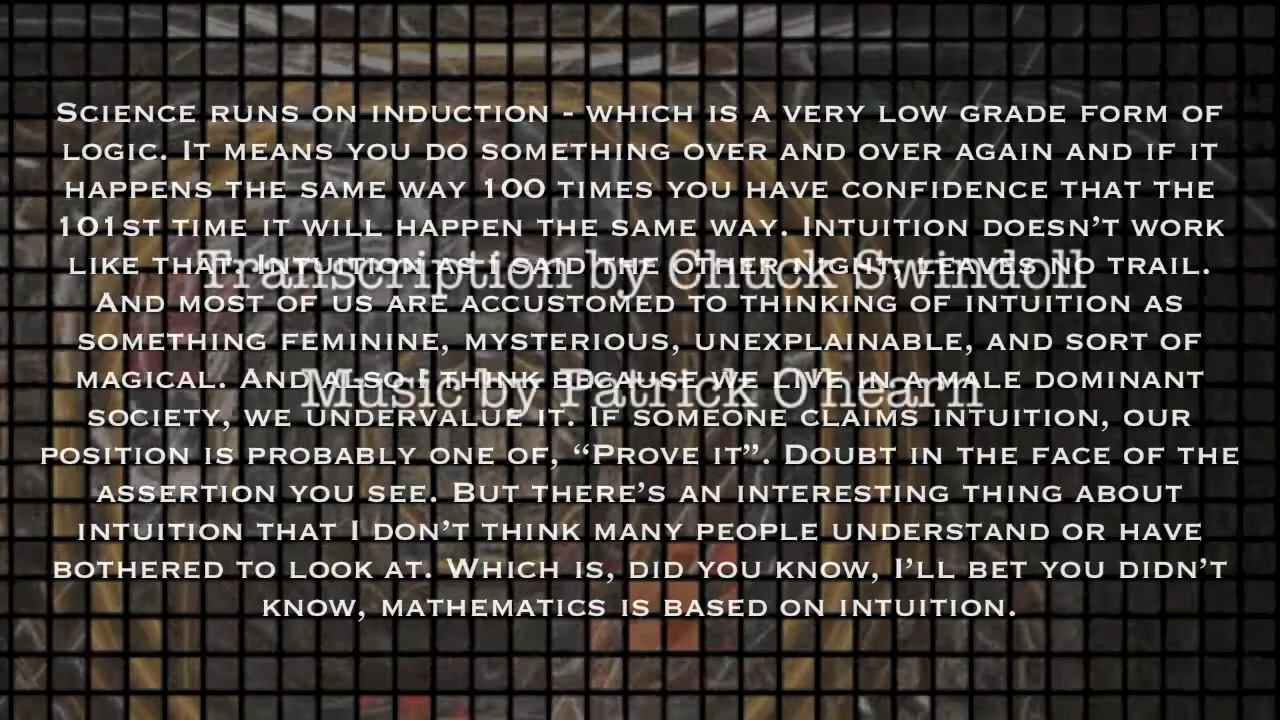 Science runs on induction - which is a very low grade form of
logic. It means you do something over and over again and if it
happens the same way 100 times you have confidence that the
101st time it will happen the same way. Intuition doesn’t work
like that. Intuition as I said the other night, leaves no trail.
Transcription by Chuck Swindoll
And most of us are accustomed to thinking of intuition as
something feminine, mysterious, unexplainable, and sort of
magical. And also I think because we live in a male dominant
Music by Patrick O'hearn
society, we undervalue it. If someone claims intuition, our
position is probably one of, “Prove it”. Doubt in the face of the
assertion you see. But there’s an interesting thing about
intuition that I don’t think many people understand or have
bothered to look at. Which is, did you know, I’ll bet you didn’t
know, mathematics is based on intuition.